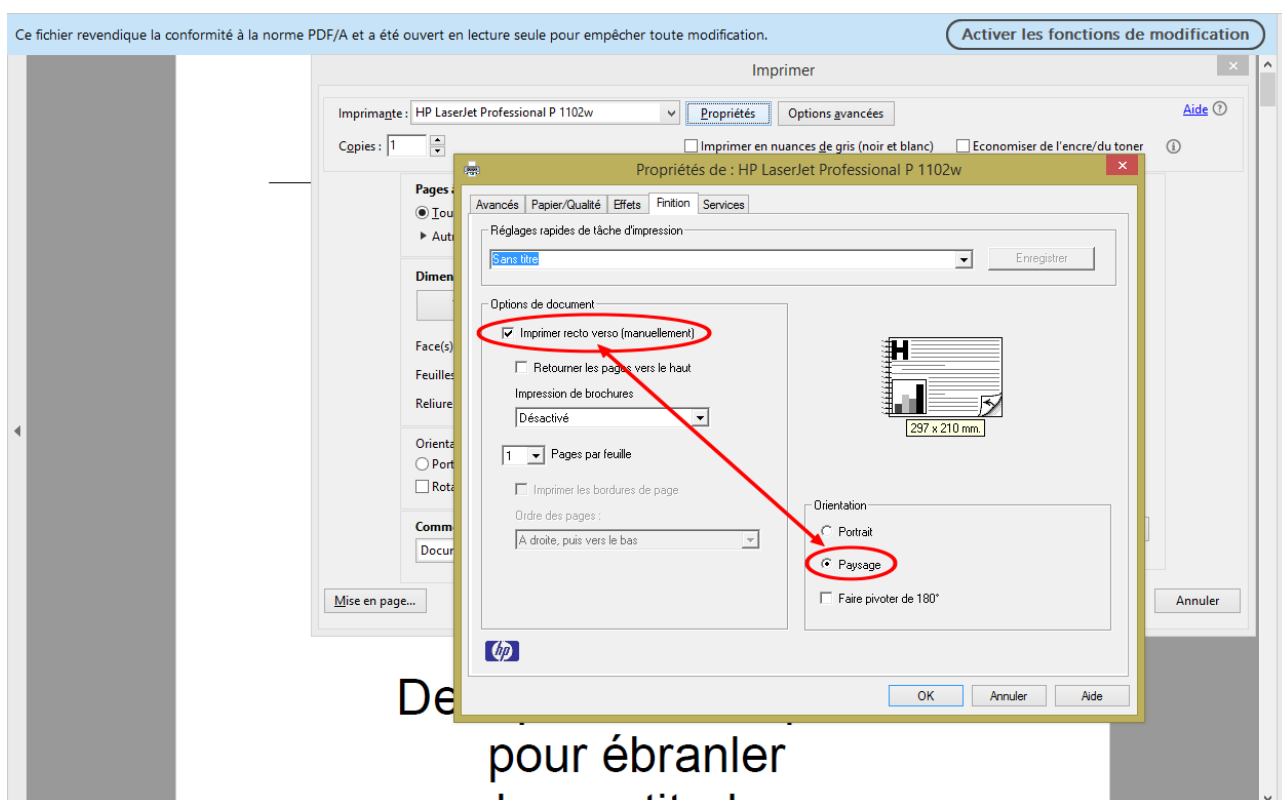 Ce fichier revendique la conformité à la norme PDF/A et a été ouvert en lecture seule pour empêcher toute modification.
Activer les fonctions de modification
Imprimer
Imprimante : HP LaserJet Professional P 1102w
Propriétés
Options avancées
Aide
Copies : 1
Imprimer en nuances de gris (noir et blanc)
Economiser de l'encre/du toner
Propriétés de : HP LaserJet Professional P 1102w
Pages
Avancés
Papier/Qualité
Effets
Finition
Services
Réglages rapides de tâche d'impression
Sans titre
Enregistrer
Options de document
Imprimer recto verso (manuellement)
Face(s)
Retourner les pages vers le haut
Impression de brochures
Reliure
Désactivé
297 x 210 mm.
1 Pages par feuille
Imprimer les bordures de page
Ordre des pages :
A droite, puis vers le bas
Orientation
Portrait
Paysage
Faire pivoter de 180°
Mise en page...
Annuler
hp
OK
Annuler
Aide
De
pour ébranler